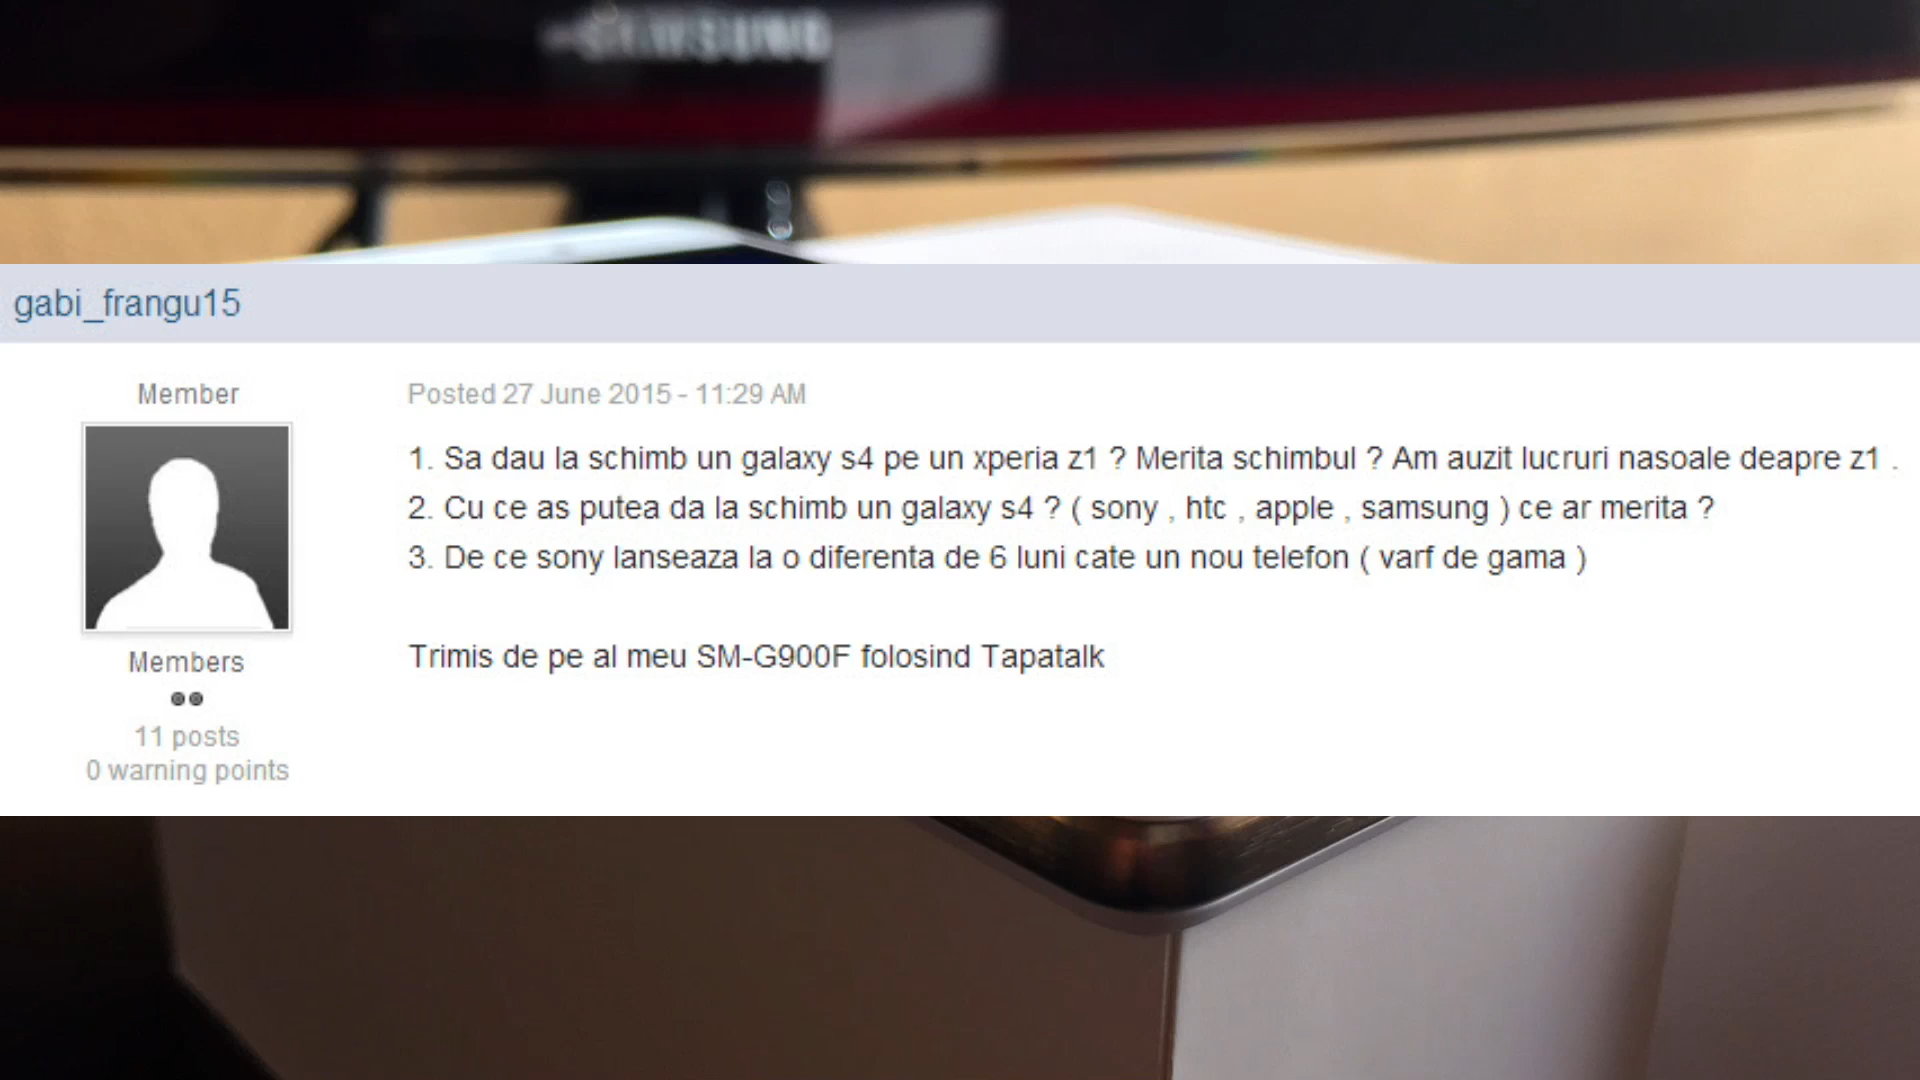 SAMSUNG
gabi_frangu15
Member
Posted 27 June 2015 - 11:29 AM
1. Sa dau la schimb un galaxy s4 pe un xperia z1 ? Merita schimbul ? Am auzit lucruri nasoale deapre z1 .
2. Cu ce as putea da la schimb un galaxy s4 ? ( sony , htc , apple , samsung ) ce ar merita ?
3. De ce sony lanseaza la o diferenta de 6 luni cate un nou telefon ( varf de gama )
Trimis de pe al meu SM-G900F folosind Tapatalk
Members
11 posts
0 warning points